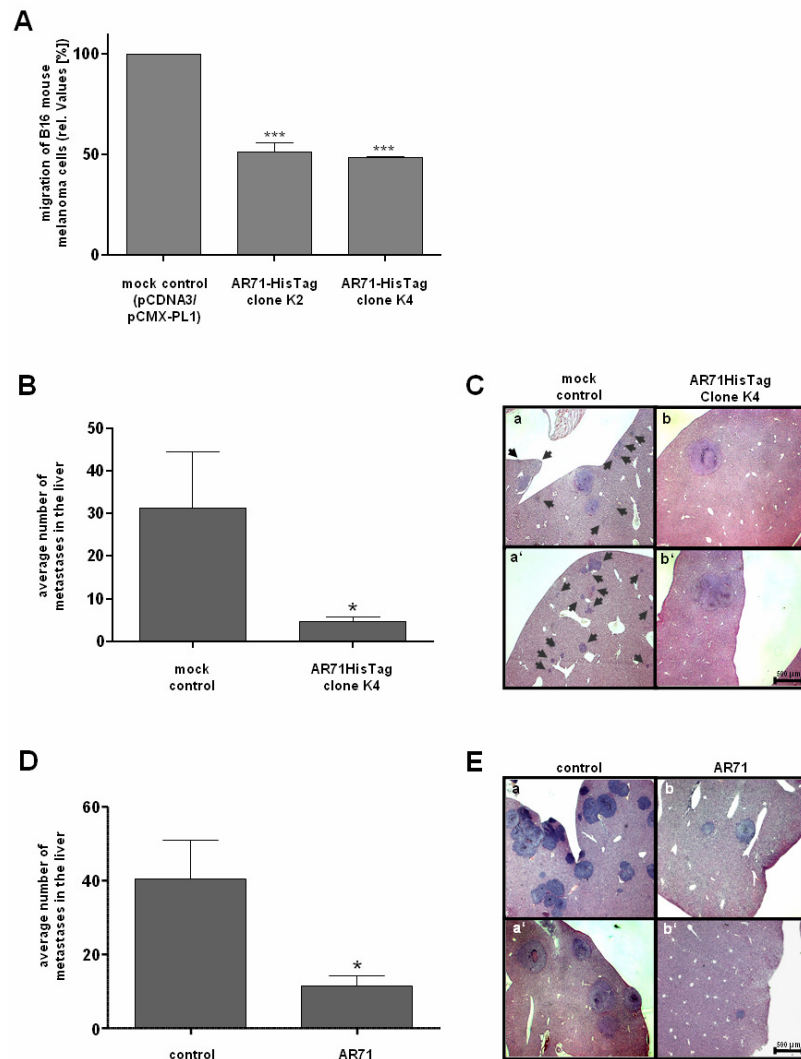 A
migration of B16 mouse
melanoma cells (rel. Values [%])
100
50
0
***
***
mock control
(pCDNA3/
pCMX-PL1)
AR71-HisTag
clone K2
AR71-HisTag
clone K4
B
average number of
metastases in the liver
50
40
30
20
10
0
*
mock
control
AR71HisTag
clone K4
C
mock
control
AR71HisTag
Clone K4
a
b
a'
b'
500 µm
D
average number of
metastases in the liver
60
40
20
0
*
control
AR71
E
control
AR71
a
b
a'
b'
500 µm